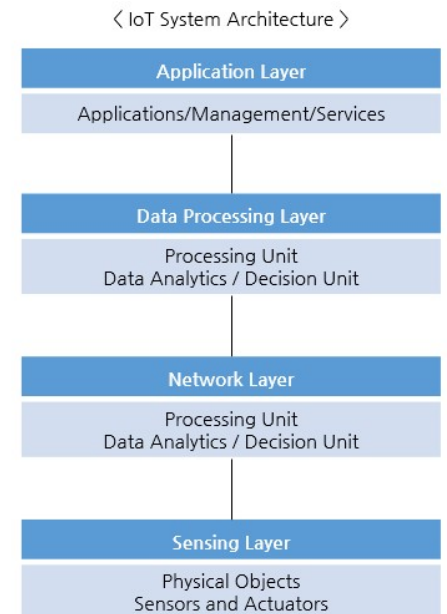 〈 IoT System Architecture 〉
Application Layer
Applications/Management/Services
Data Processing Layer
Processing Unit
Data Analytics / Decision Unit
Network Layer
Processing Unit
Data Analytics / Decision Unit
Sensing Layer
Physical Objects
Sensors and Actuators